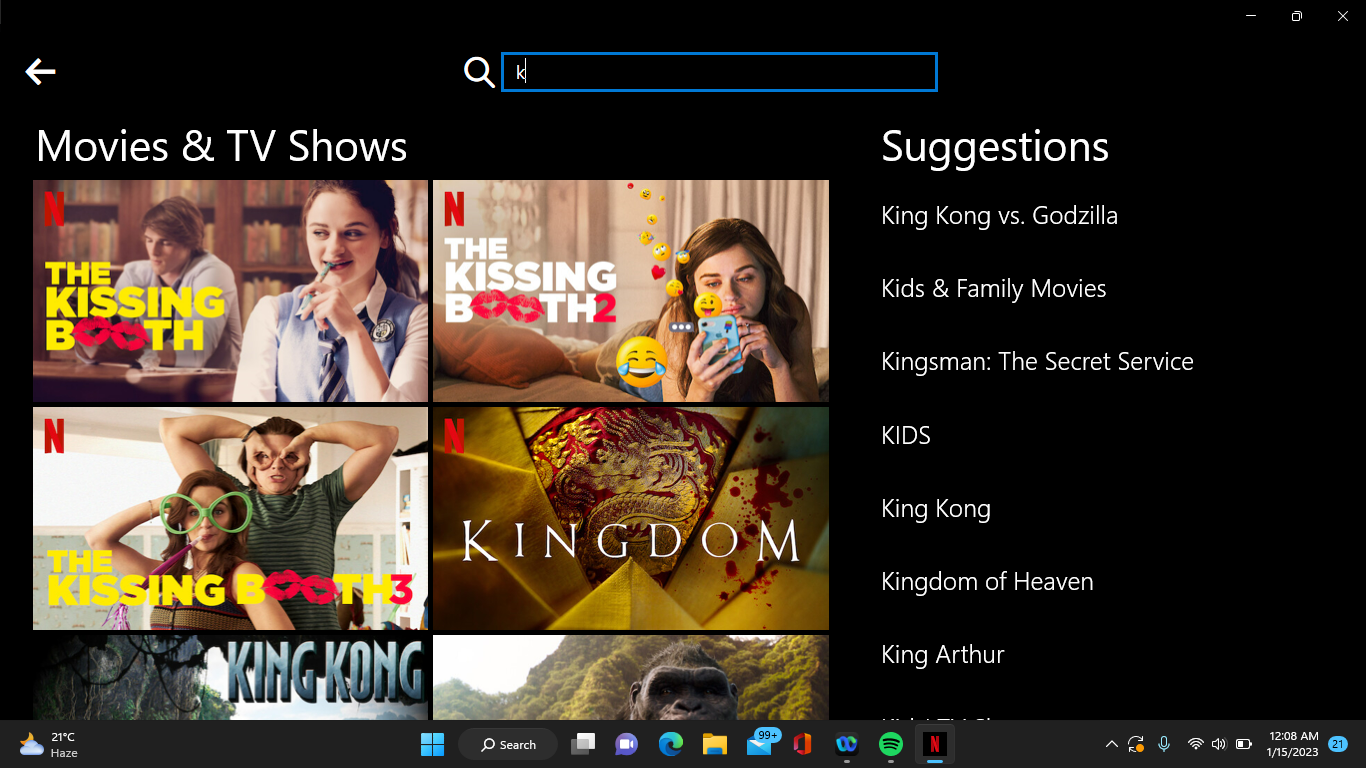 k
Movies & TV Shows
Suggestions
N
THE
KISSING
BOOTH
N
THE
KISSING
BOOTH2
King Kong vs. Godzilla
Kids & Family Movies
Kingsman: The Secret Service
N
THE
KISSING BOOTH3
N
KINGDOM
KIDS
King Kong
Kingdom of Heaven
KING KONG
King Arthur
21°C
Haze
Search
99+
N
12:08 AM
1/15/2023
21